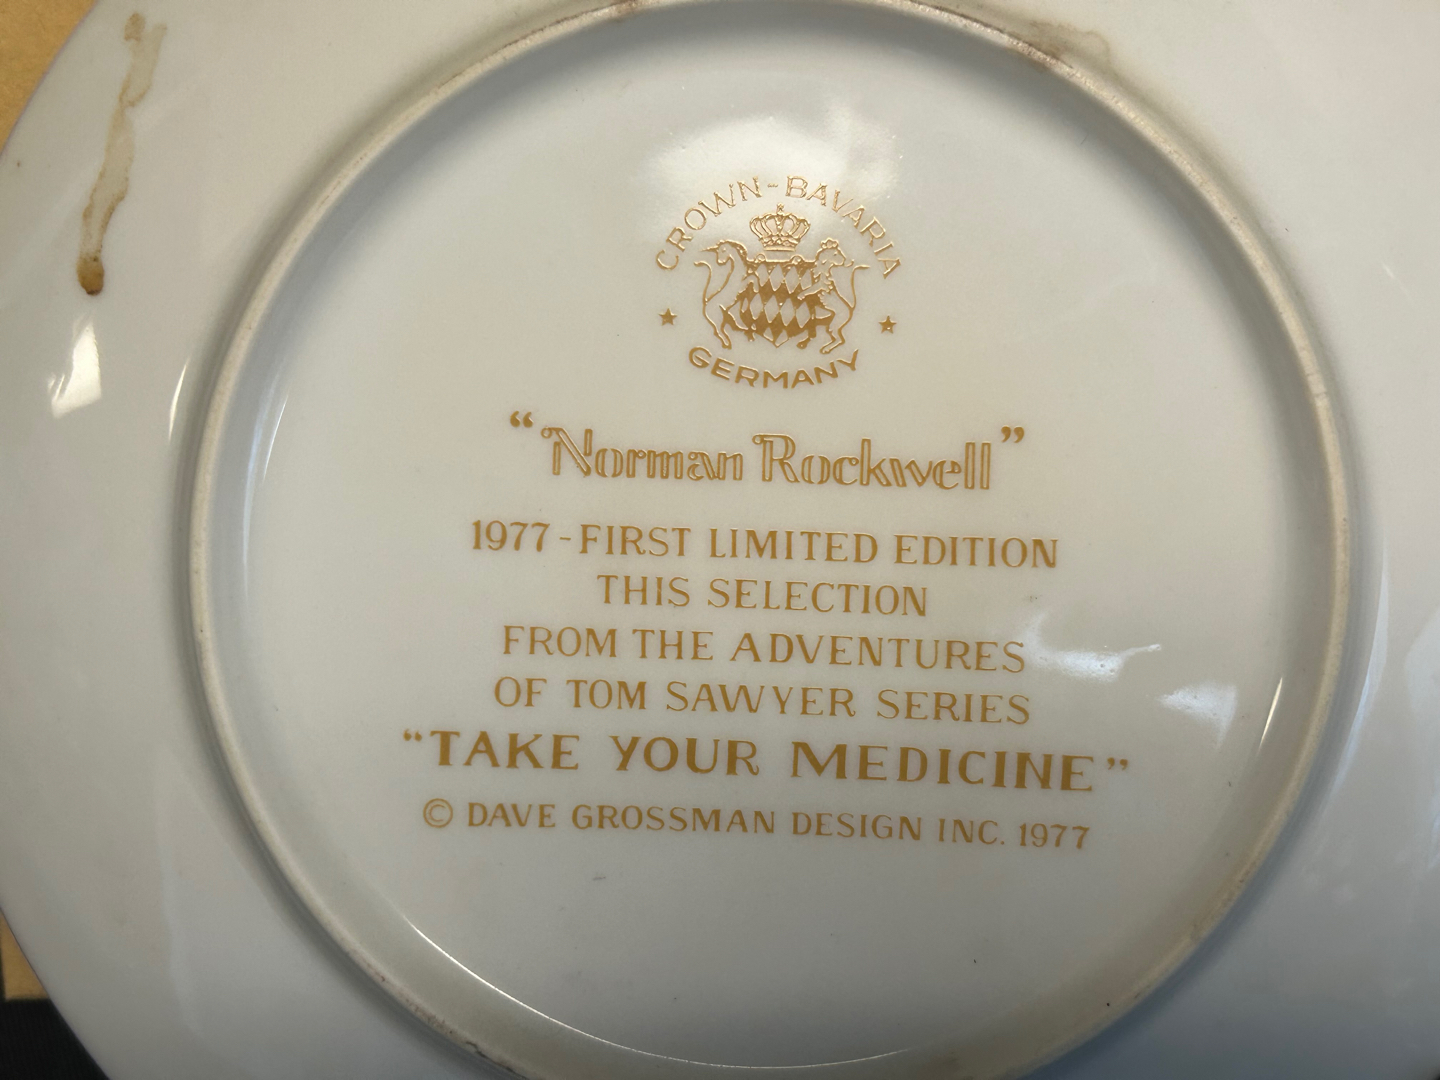 CROWN-BAVARIA
★ ★
GERMANY
“Norman Rockwell”
1977-FIRST LIMITED EDITION
THIS SELECTION
FROM THE ADVENTURES
OF TOM SAWYER SERIES
“TAKE YOUR MEDICINE”
© DAVE GROSSMAN DESIGN INC. 1977